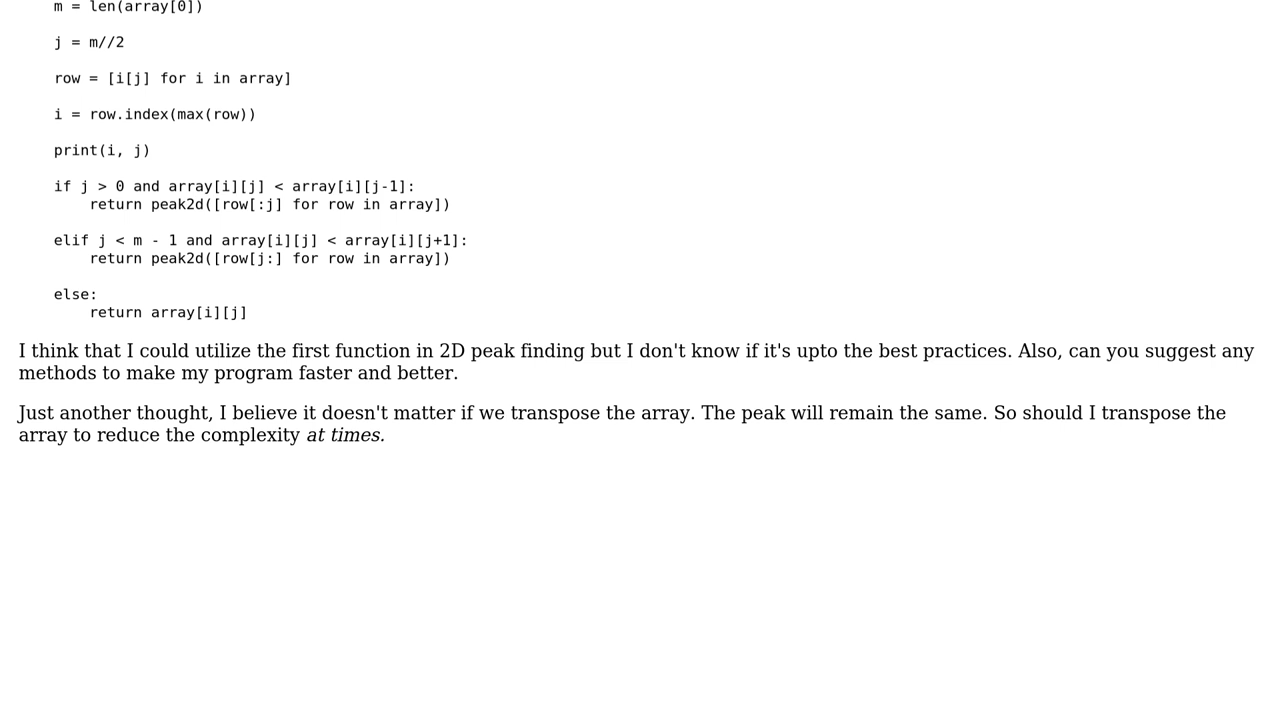 m = len(array[0])
j = m//2
row = [i[j] for i in array]
i = row.index(max(row))
print(i, j)
if j > 0 and array[i][j] < array[i][j-1]:
    return peak2d([row[:j] for row in array])
elif j < m - 1 and array[i][j] < array[i][j+1]:
    return peak2d([row[j:] for row in array])
else:
    return array[i][j]
I think that I could utilize the first function in 2D peak finding but I don't know if it's upto the best practices. Also, can you suggest any
methods to make my program faster and better.
Just another thought, I believe it doesn't matter if we transpose the array. The peak will remain the same. So should I transpose the
array to reduce the complexity at times.